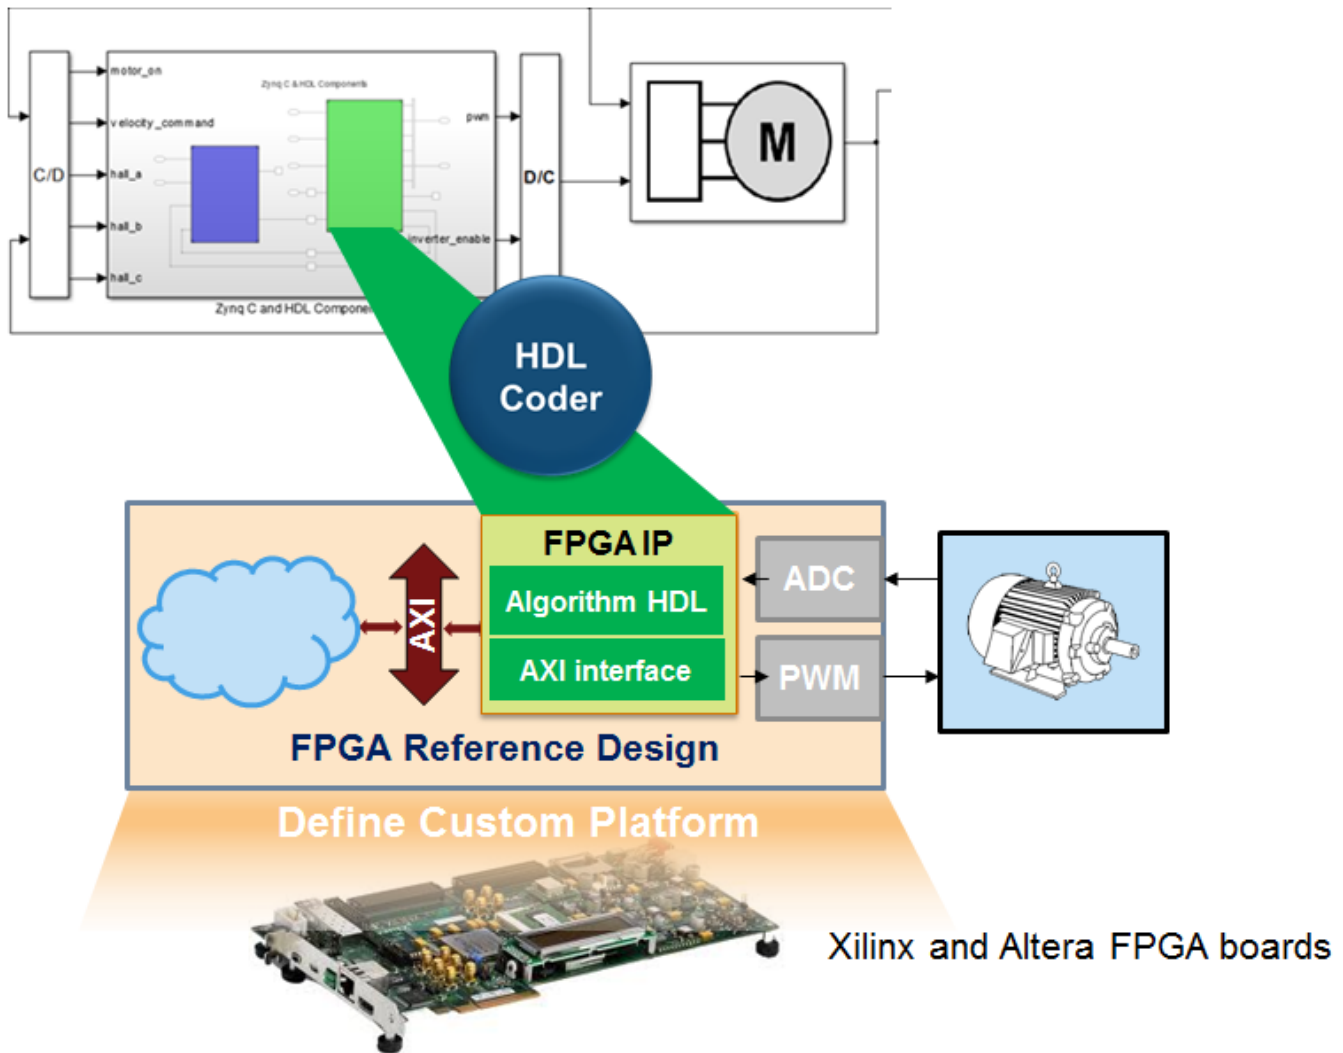 motor_on
Zynq C & HDL Components
pwm
velocity_command
C/D
hall_a
D/C
M
hall_b
inverter_enable
hall_c
Zynq C and HDL Component
HDL
Coder
FPGA IP
ADC
Algorithm HDL
AXI
AXI interface
PWM
FPGA Reference Design
Define Custom Platform
Xilinx and Altera FPGA boards